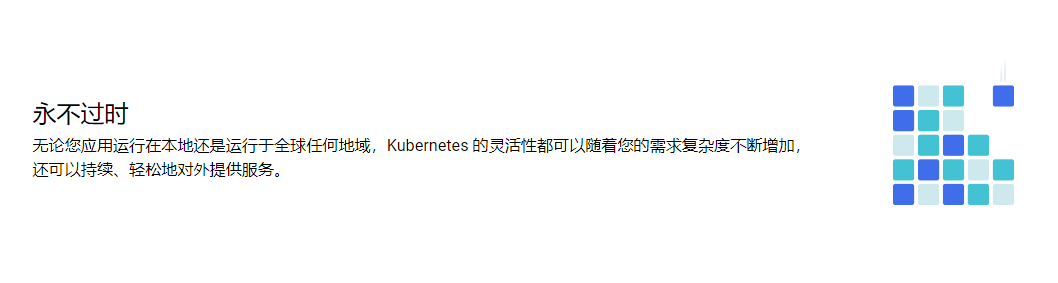 永不过时
无论您应用运行在本地还是运行于全球任何地域，Kubernetes 的灵活性都可以随着您的需求复杂度不断增加，
还可以持续、轻松地对外提供服务。